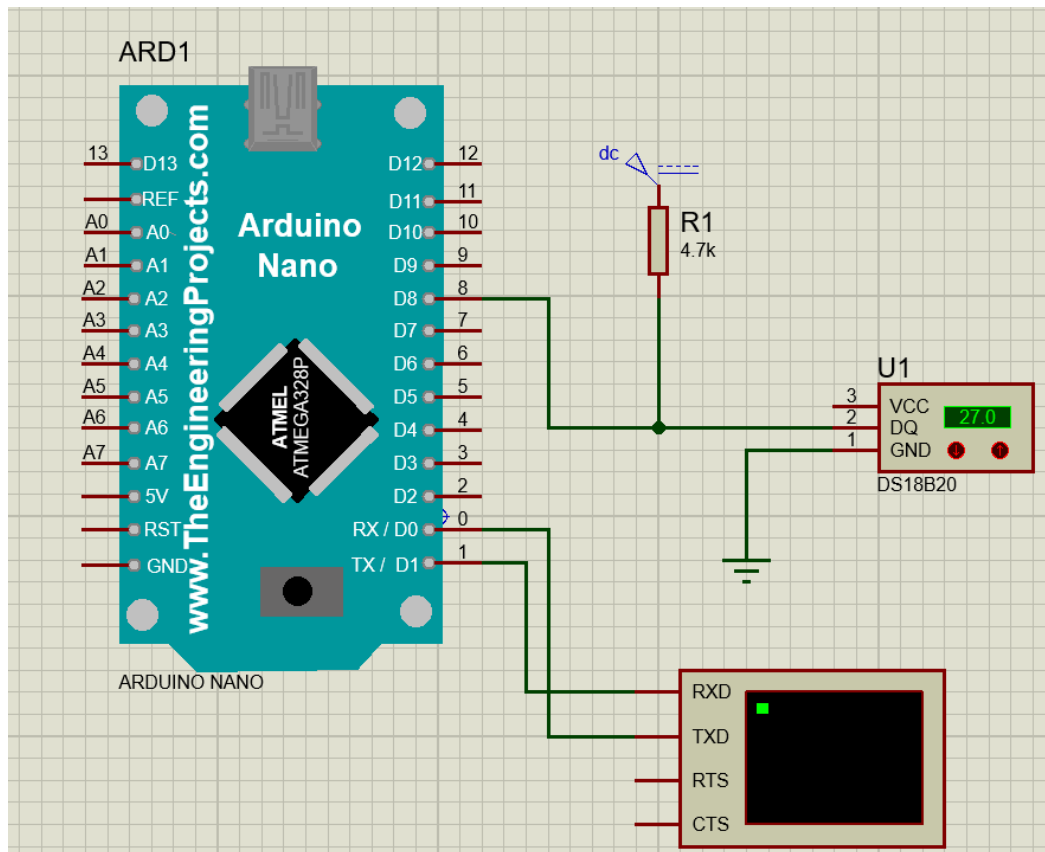 ARD1
www.TheEngineeringProjects.com
Arduino
Nano
ATMEL
ATMEGA328P
13 D13
REF
A0 A0
A1 A1
A2 A2
A3 A3
A4 A4
A5 A5
A6 A6
A7 A7
5V
RST
GND
D12 12
D11 11
D10 10
D9 9
D8 8
D7 7
D6 6
D5 5
D4 4
D3 3
D2 2
RX / D0 0
TX / D1 1
ARDUINO NANO
dc
R1
4.7k
U1
3 VCC
2 DQ
1 GND
27.0
DS18B20
RXD
TXD
RTS
CTS